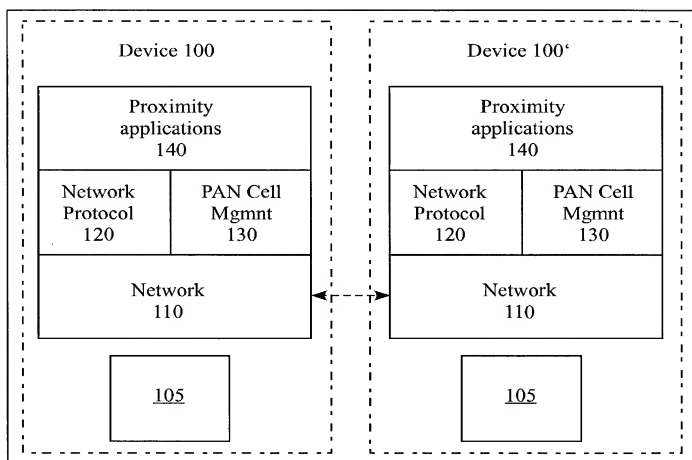 Device 100
Proximity
applications
140
Network
Protocol
120
PAN Cell
Mgmnt
130
Network
110
105
Device 100‘
Proximity
applications
140
Network
Protocol
120
PAN Cell
Mgmnt
130
Network
110
105